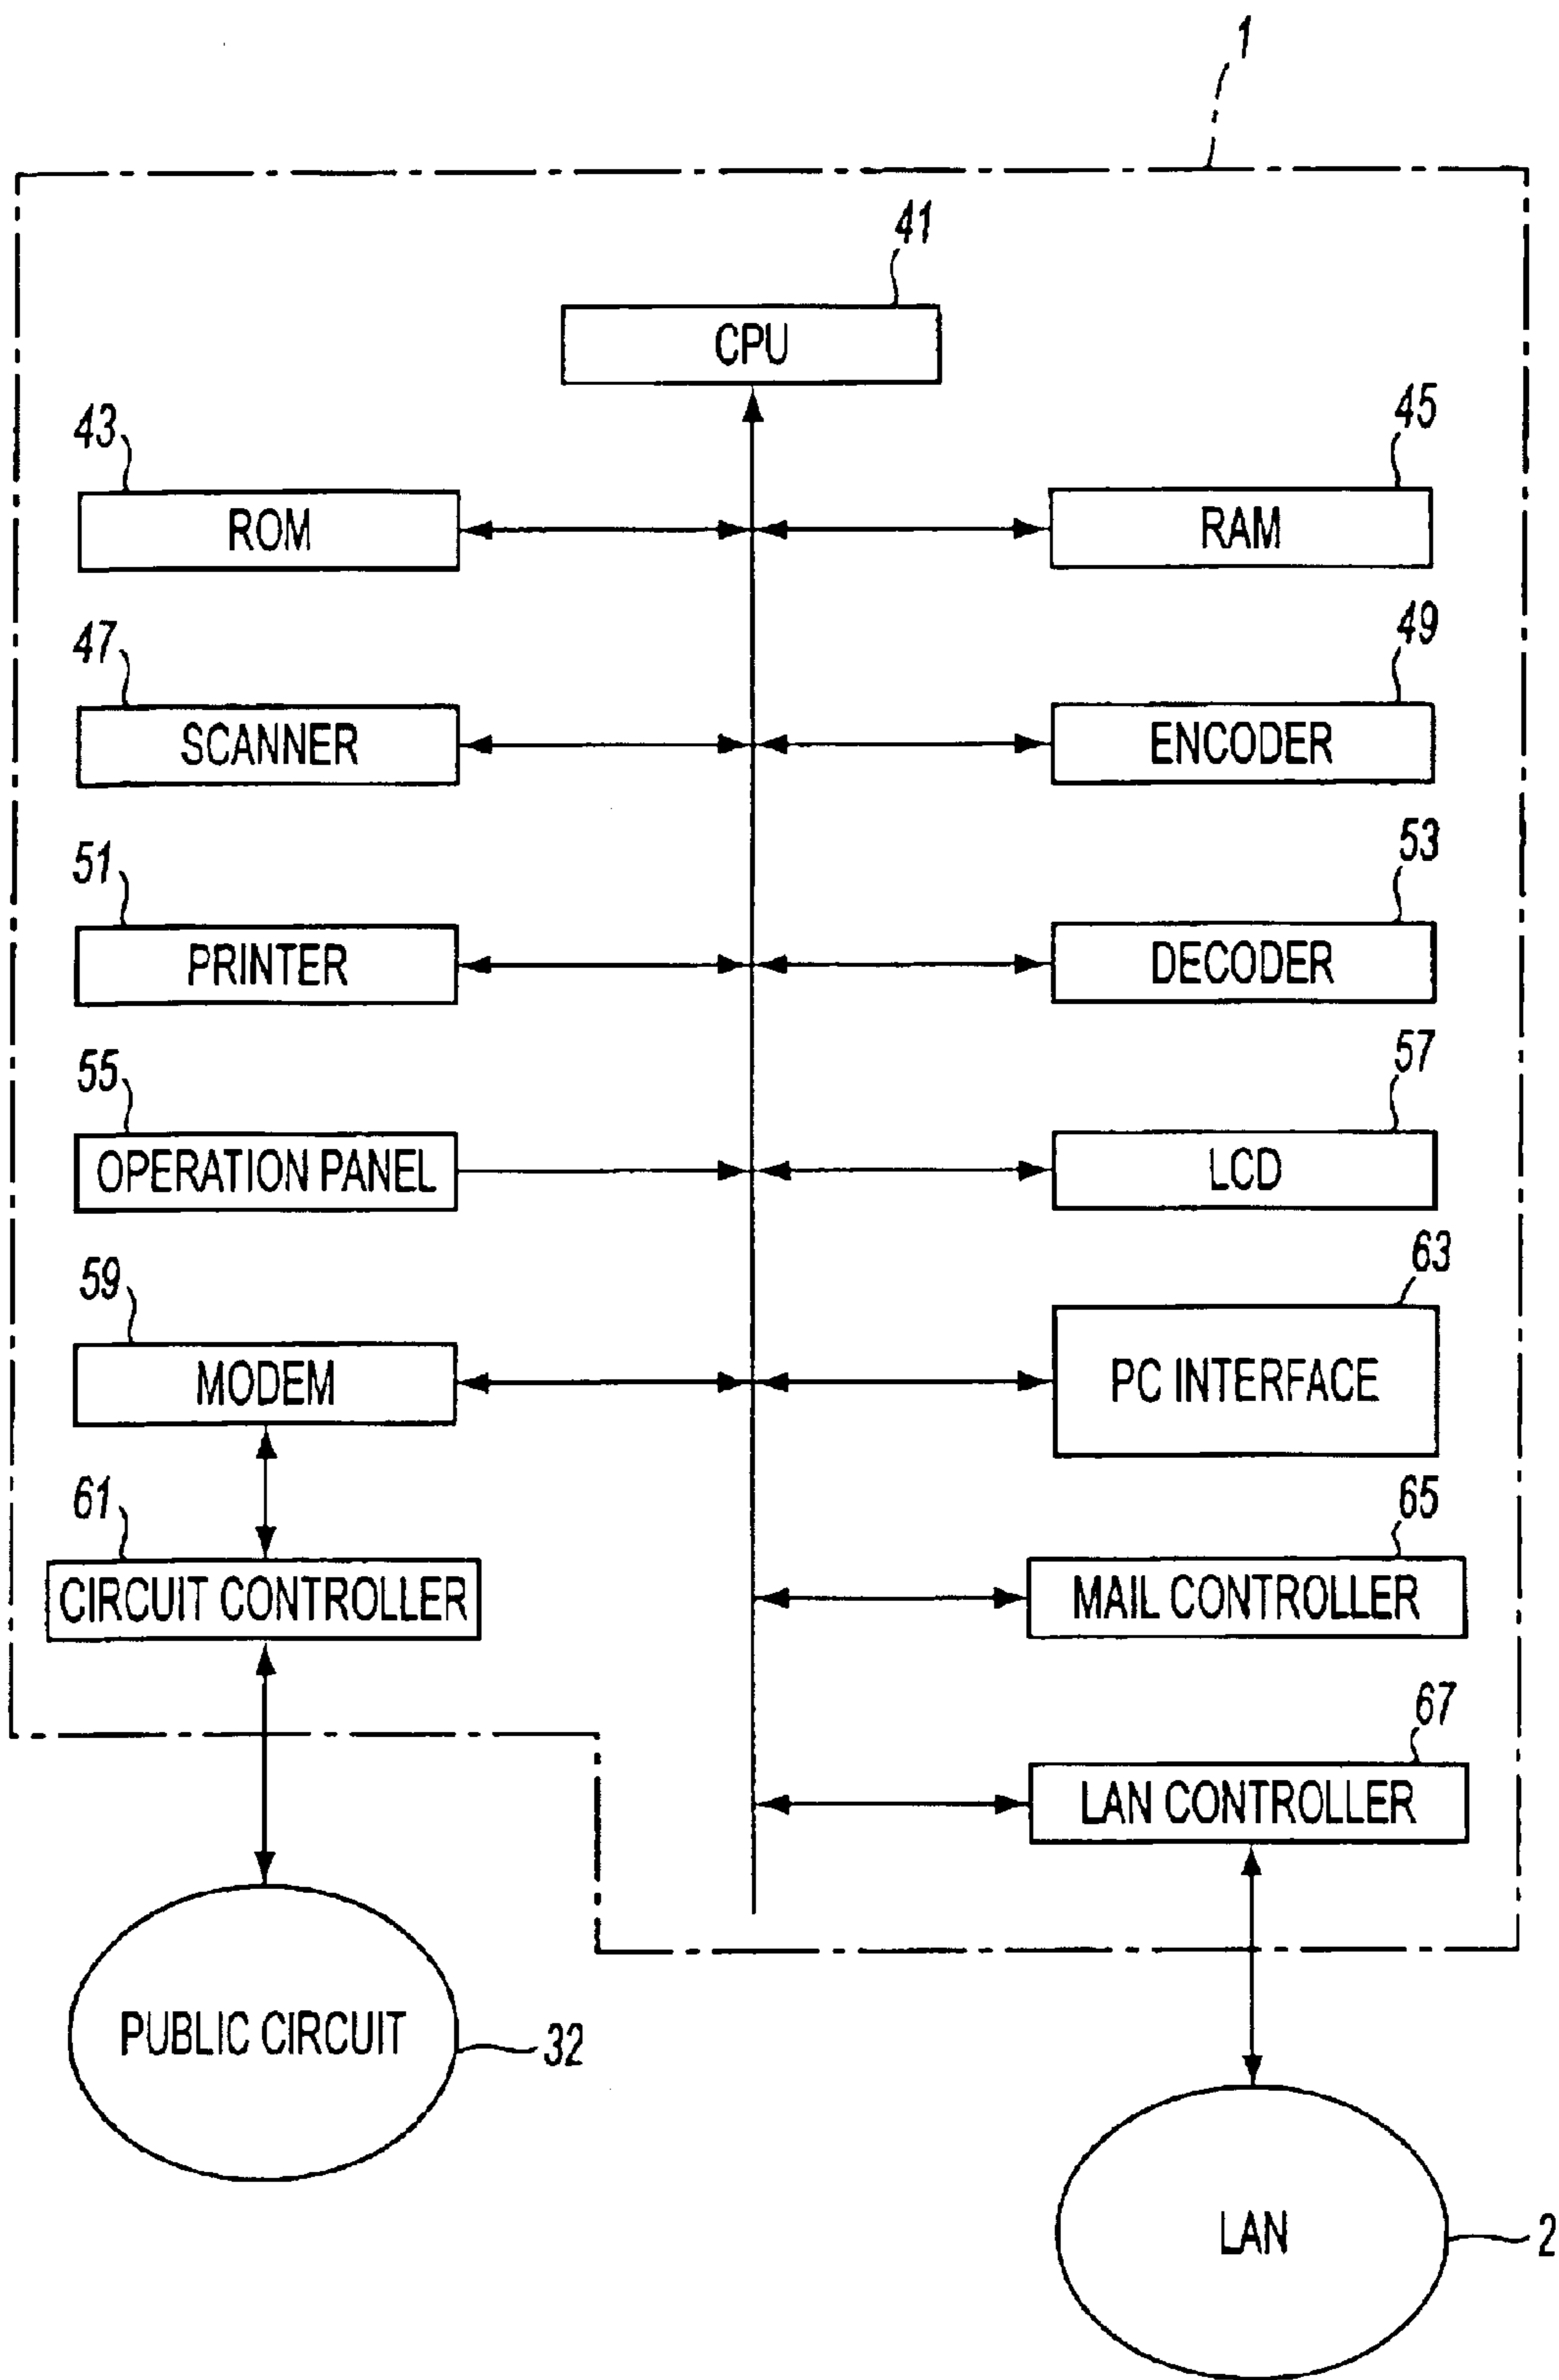 1
41
CPU
43
ROM
45
RAM
47
SCANNER
49
ENCODER
51
PRINTER
53
DECODER
55
OPERATION PANEL
57
LCD
59
MODEM
63
PC INTERFACE
61
CIRCUIT CONTROLLER
65
MAIL CONTROLLER
67
LAN CONTROLLER
PUBLIC CIRCUIT
32
LAN
2